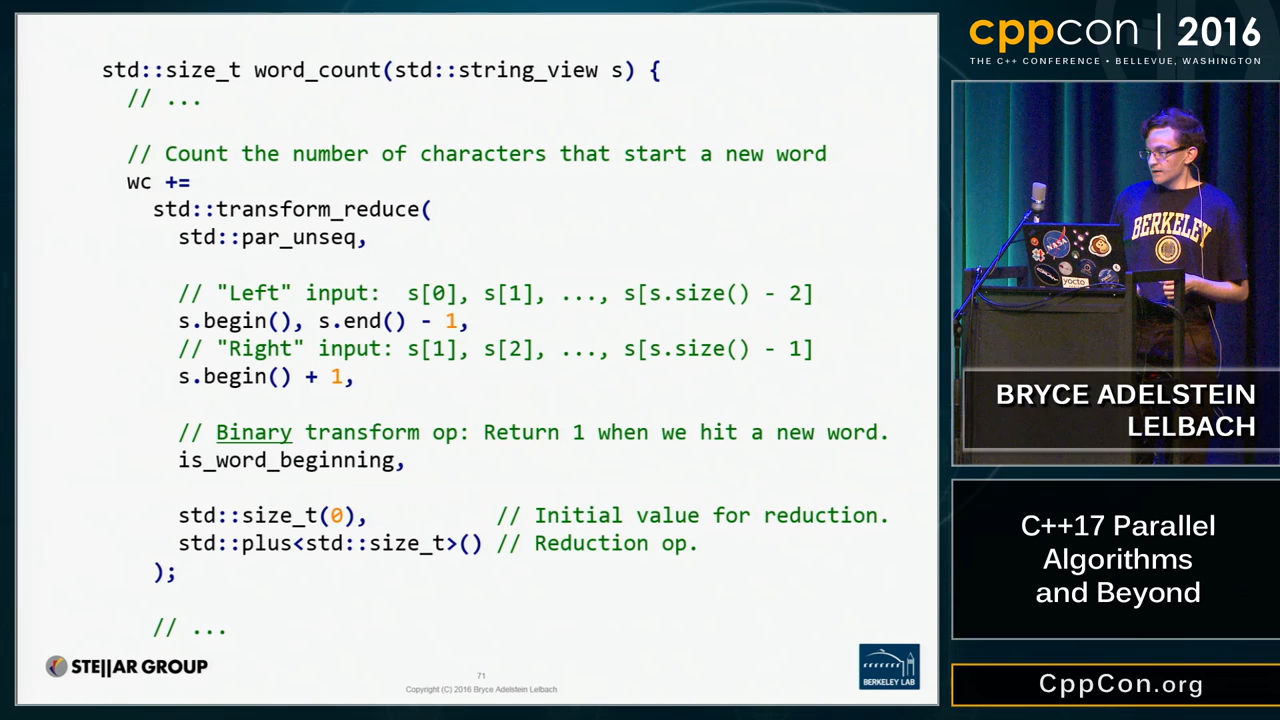 std::size_t word_count(std::string_view s) {
// ...
// Count the number of characters that start a new word
wc +=
std::transform_reduce(
std::par_unseq,
// "Left" input:  s[0], s[1], ..., s[s.size() - 2]
s.begin(), s.end() - 1,
// "Right" input: s[1], s[2], ..., s[s.size() - 1]
s.begin() + 1,
// Binary transform op: Return 1 when we hit a new word.
is_word_beginning,
std::size_t(0),          // Initial value for reduction.
std::plus<std::size_t>() // Reduction op.
);
// ...
STE||AR GROUP
71
Copyright (C) 2016 Bryce Adelstein Lelbach
BERKELEY LAB
cppcon | 2016
THE C++ CONFERENCE • BELLEVUE, WASHINGTON
BERKELEY
NASA
yocto
BRYCE ADELSTEIN
LELBACH
C++17 Parallel
Algorithms
and Beyond
CppCon.org